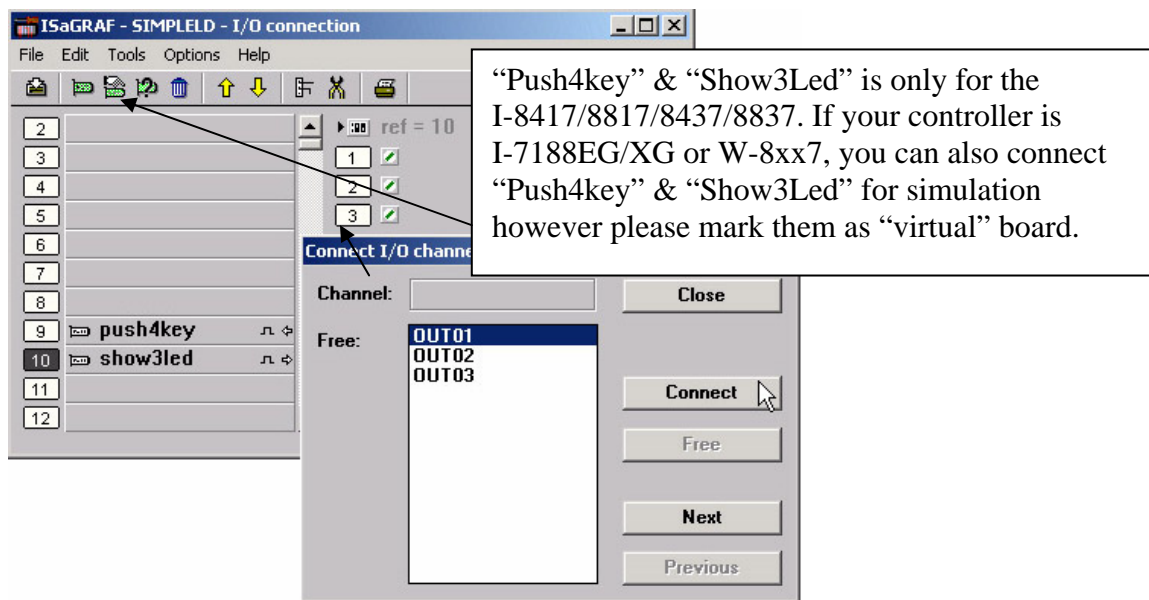 ISaGRAF - SIMPLELD - I/O connection
File Edit Tools Options Help
“Push4key” & “Show3Led” is only for the
I-8417/8817/8437/8837. If your controller is
I-7188EG/XG or W-8xx7, you can also connect
“Push4key” & “Show3Led” for simulation
however please mark them as “virtual” board.
2
3
4
5
6
7
8
9 push4key
10 show3led
11
12
ref = 10
1
2
3
Connect I/O channe
Channel:
Close
Free:
OUT01
OUT02
OUT03
Connect
Free
Next
Previous